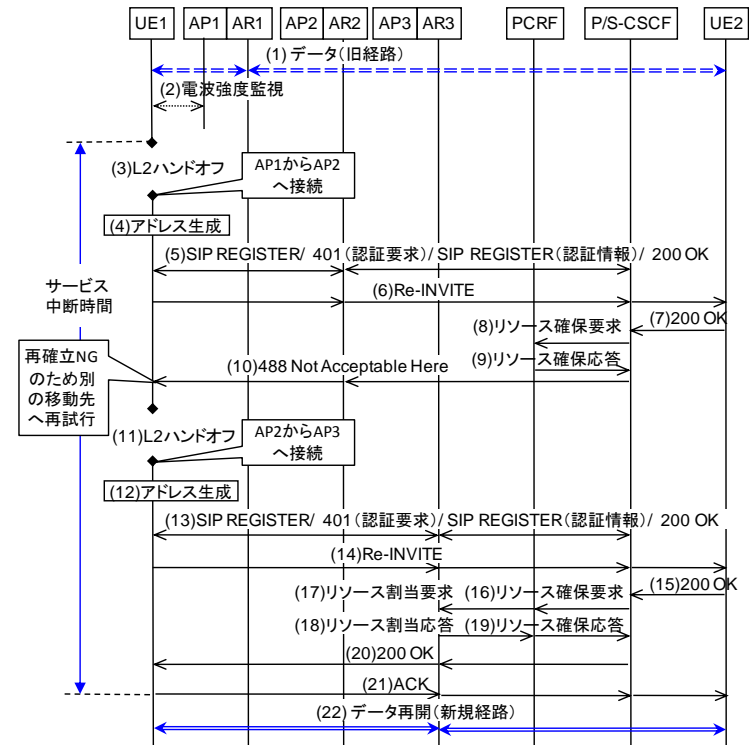 UE1 AP1 AR1 AP2 AR2 AP3 AR3 PCRF P/S-CSCF UE2
(1) データ(旧経路)
(2)電波強度監視
(3)L2ハンドオフ
AP1からAP2
へ接続
(4)アドレス生成
(5)SIP REGISTER/ 401(認証要求)/ SIP REGISTER(認証情報)/ 200 OK
サービス
中断時間
(6)Re-INVITE
(7)200 OK
(8)リソース確保要求
(9)リソース確保応答
(10)488 Not Acceptable Here
再確立NG
のため別
の移動先
へ再試行
(11)L2ハンドオフ
AP2からAP3
へ接続
(12)アドレス生成
(13)SIP REGISTER/ 401(認証要求)/ SIP REGISTER(認証情報)/ 200 OK
(14)Re-INVITE
(15)200 OK
(17)リソース割当要求 (16)リソース確保要求
(18)リソース割当応答 (19)リソース確保応答
(20)200 OK
(21)ACK
(22)データ再開(新規経路)